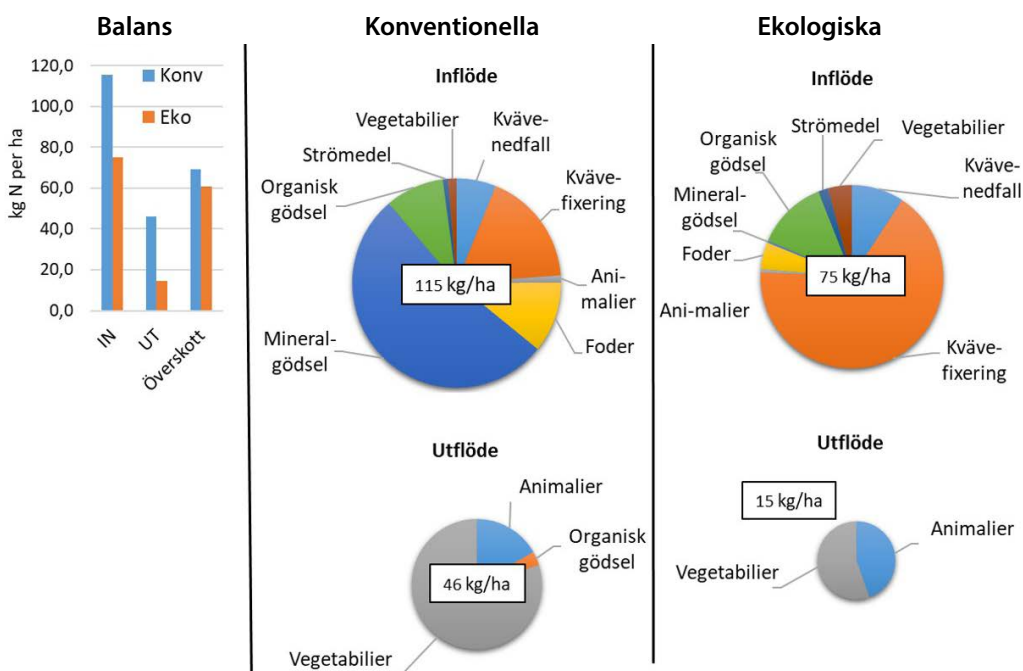 Balans
120,0
100,0
80,0
60,0
40,0
20,0
0,0
kg N per ha
Konv
Eko
IN
UT
Överskott
Konventionella
Inflöde
Vegetabilier
Kväve-
nedfall
Strömedel
Organisk
gödsel
Kväve-
fixering
115 kg/ha
Ani-
malier
Mineral-
gödsel
Foder
Utflöde
Animalier
Organisk
gödsel
46 kg/ha
Vegetabilier
Ekologiska
Inflöde
Strömedel
Vegetabilier
Organisk
gödsel
Kväve-
nedfall
Mineral-
gödsel
Foder
75 kg/ha
Ani-malier
Kväve-
fixering
Utflöde
15 kg/ha
Animalier
Vegetabilier